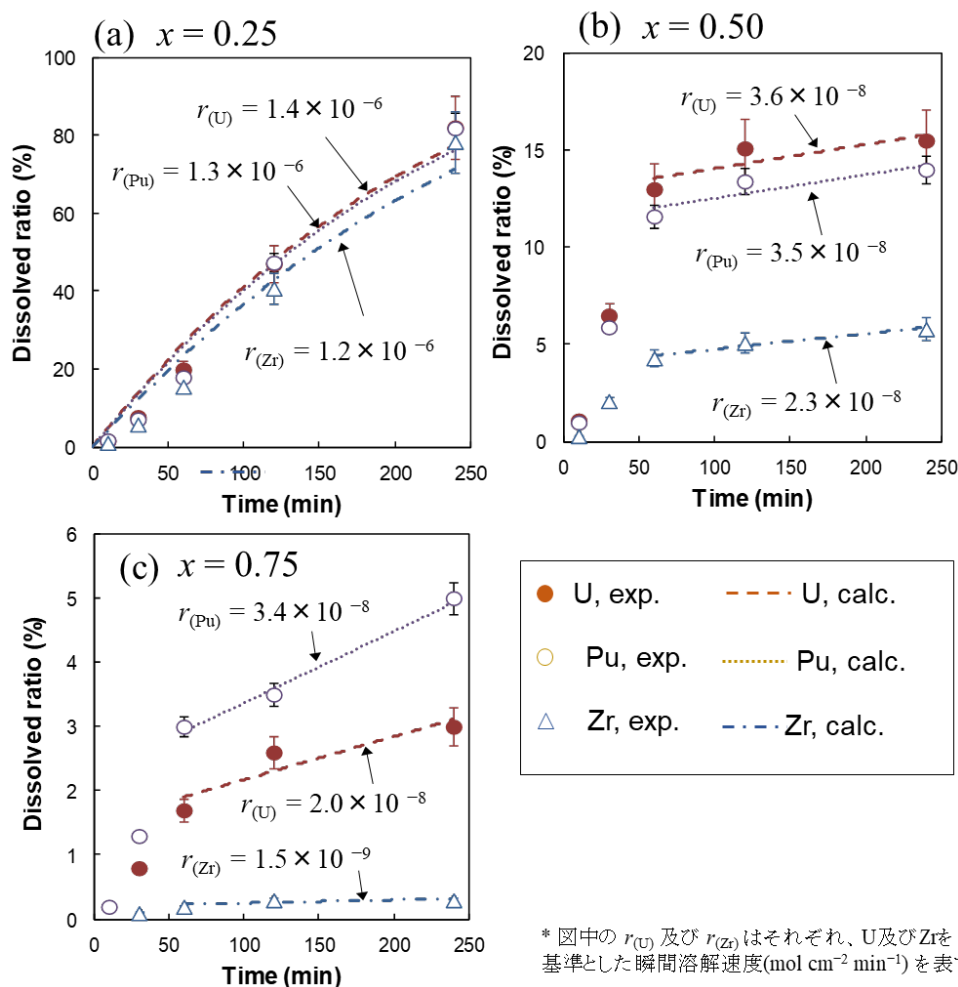 (a) x = 0.25
100
80
60
40
20
0
0 50 100 150 200 250
Dissolved ratio (%)
Time (min)
r(U) = 1.4 × 10 −6
r(Pu) = 1.3 × 10 −6
r(Zr) = 1.2 × 10 −6
(b) x = 0.50
20
15
10
5
0
0 50 100 150 200 250
Dissolved ratio (%)
Time (min)
r(U) = 3.6 × 10 −8
r(Pu) = 3.5 × 10 −8
r(Zr) = 2.3 × 10 −8
(c) x = 0.75
6
5
4
3
2
1
0
0 50 100 150 200 250
Dissolved ratio (%)
Time (min)
r(Pu) = 3.4 × 10 −8
r(U) = 2.0 × 10 −8
r(Zr) = 1.5 × 10 −9
U, exp. U, calc.
Pu, exp. Pu, calc.
Zr, exp. Zr, calc.
* 図中の r(U) 及び r(Zr) はそれぞれ、U及びZrを
基準とした瞬間溶解速度(mol cm−2 min−1) を表